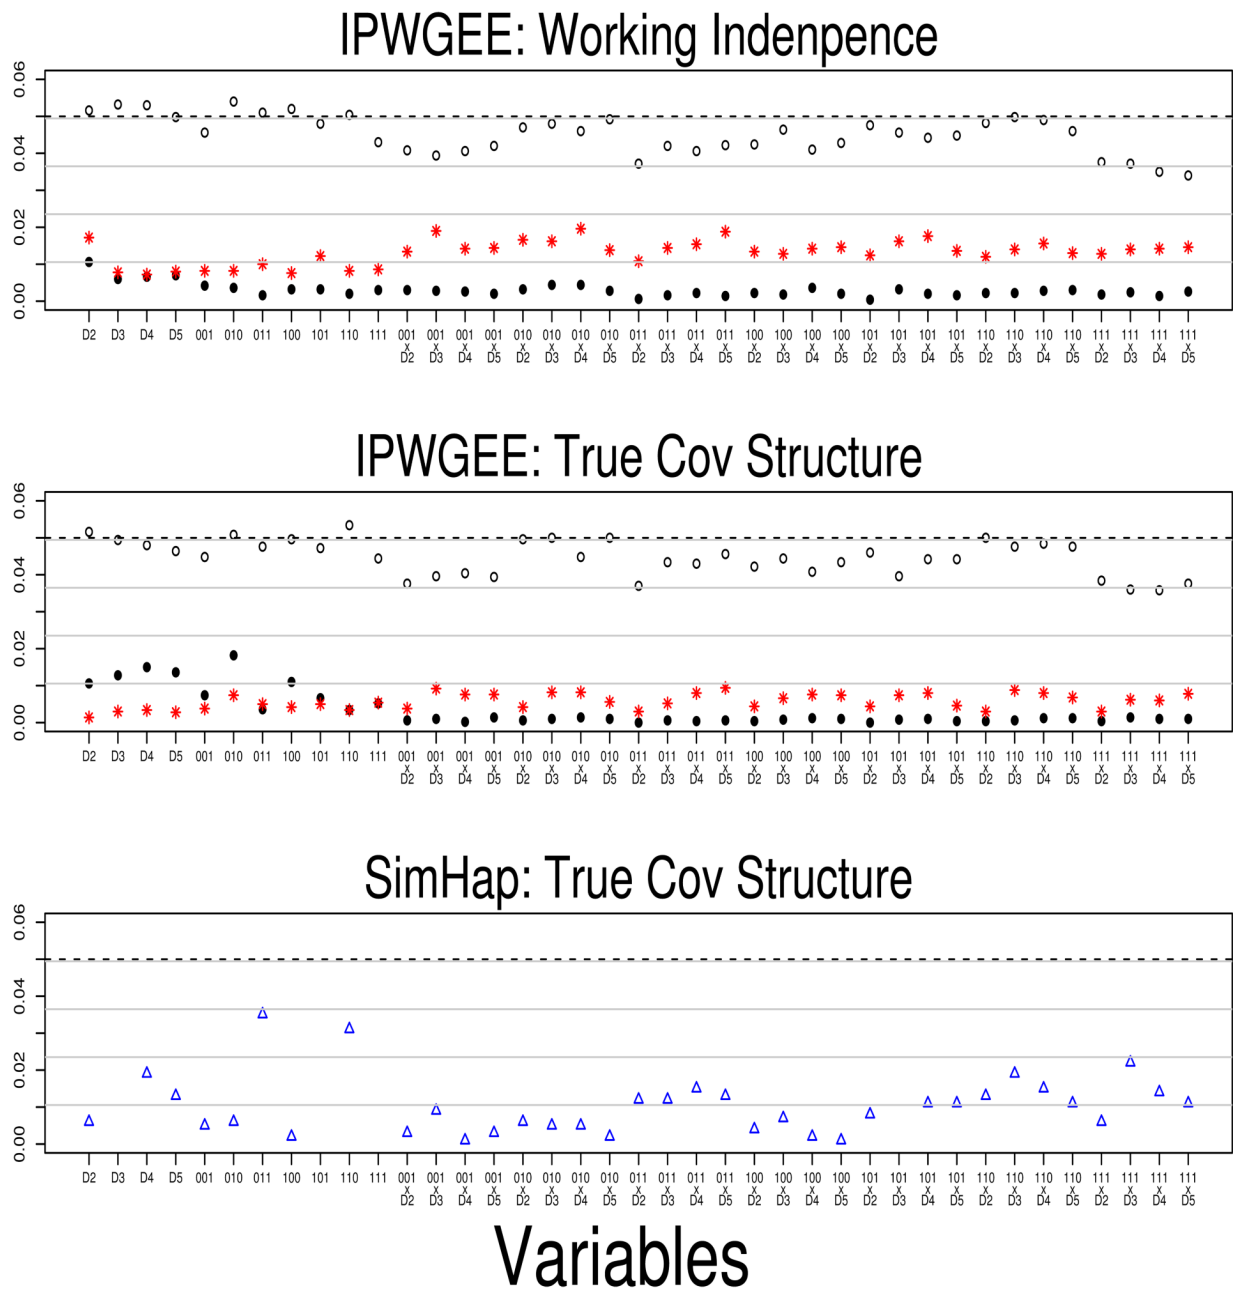 IPWGEE: Working Indenpence
0.06
0.04
0.02
0.00
D2 D3 D4 D5 001 010 011 100 101 110 111 001 001 001 001 010 010 010 010 011 011 011 011 100 100 100 100 101 101 101 101 110 110 110 110 111 111 111 111
x x x x x x x x x x x x x x x x x x x x x x x x x x x x
D2 D3 D4 D5 D2 D3 D4 D5 D2 D3 D4 D5 D2 D3 D4 D5 D2 D3 D4 D5 D2 D3 D4 D5 D2 D3 D4 D5
IPWGEE: True Cov Structure
0.06
0.04
0.02
0.00
D2 D3 D4 D5 001 010 011 100 101 110 111 001 001 001 001 010 010 010 010 011 011 011 011 100 100 100 100 101 101 101 101 110 110 110 110 111 111 111 111
x x x x x x x x x x x x x x x x x x x x x x x x x x x x
D2 D3 D4 D5 D2 D3 D4 D5 D2 D3 D4 D5 D2 D3 D4 D5 D2 D3 D4 D5 D2 D3 D4 D5 D2 D3 D4 D5
SimHap: True Cov Structure
0.06
0.04
0.02
0.00
D2 D3 D4 D5 001 010 011 100 101 110 111 001 001 001 001 010 010 010 010 011 011 011 011 100 100 100 100 101 101 101 101 110 110 110 110 111 111 111 111
x x x x x x x x x x x x x x x x x x x x x x x x x x x x
D2 D3 D4 D5 D2 D3 D4 D5 D2 D3 D4 D5 D2 D3 D4 D5 D2 D3 D4 D5 D2 D3 D4 D5 D2 D3 D4 D5
Variables